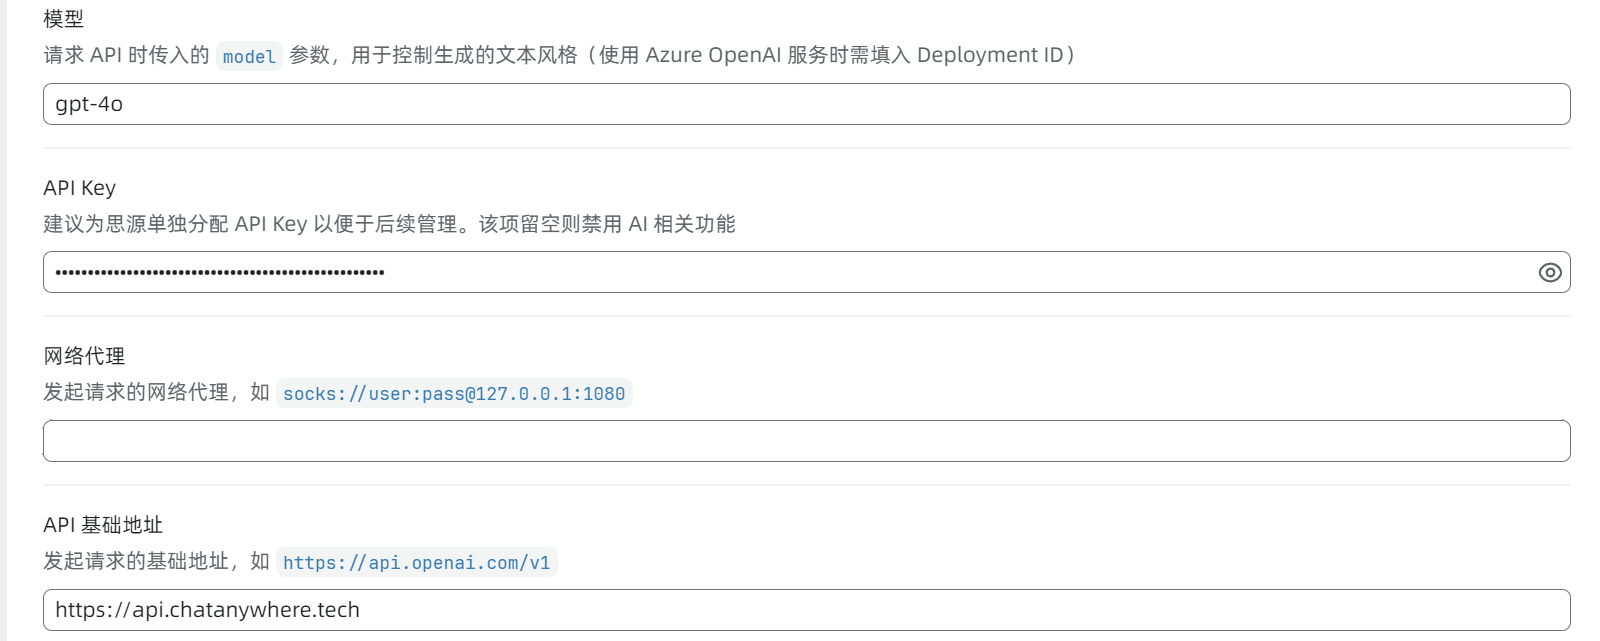 模型
请求 API 时传入的 model 参数，用于控制生成的文本风格（使用 Azure OpenAI 服务时需填入 Deployment ID）
gpt-4o
API Key
建议为思源单独分配 API Key 以便于后续管理。该项留空则禁用 AI 相关功能
网络代理
发起请求的网络代理，如 socks://user:pass@127.0.0.1:1080
API 基础地址
发起请求的基础地址，如 https://api.openai.com/v1
https://api.chatanywhere.tech